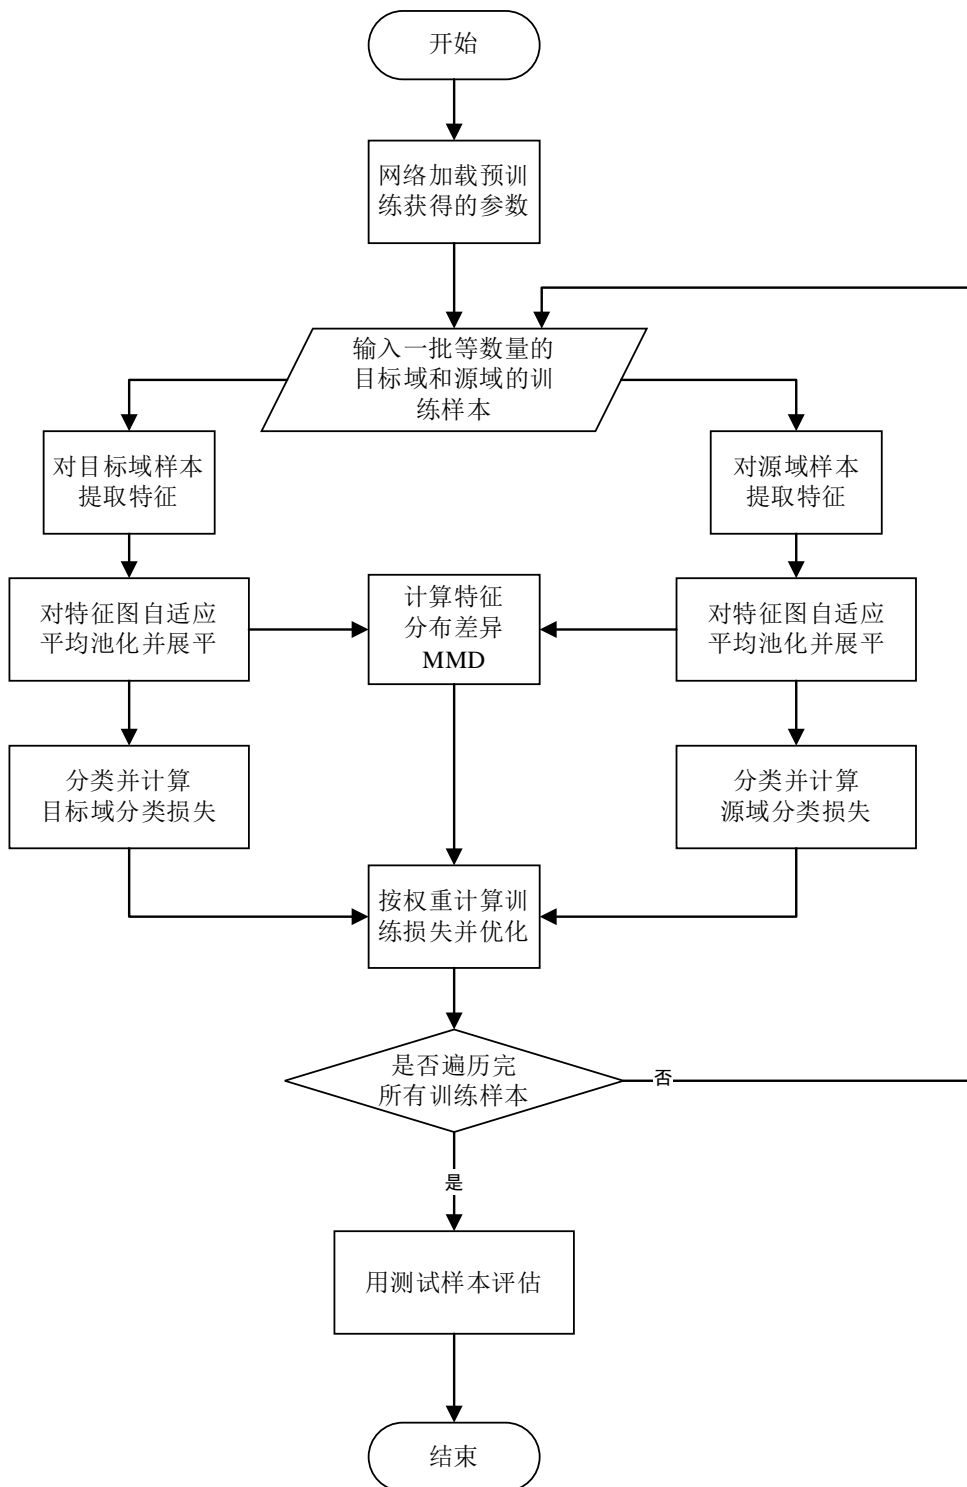 开始
网络加载预训
练获得的参数
输入一批等数量的
目标域和源域的训
练样本
对目标域样本
提取特征
对源域样本
提取特征
对特征图自适应
平均池化并展平
计算特征
分布差异
MMD
对特征图自适应
平均池化并展平
分类并计算
目标域分类损失
分类并计算
源域分类损失
按权重计算训
练损失并优化
是否遍历完
所有训练样本
否
是
用测试样本评估
结束